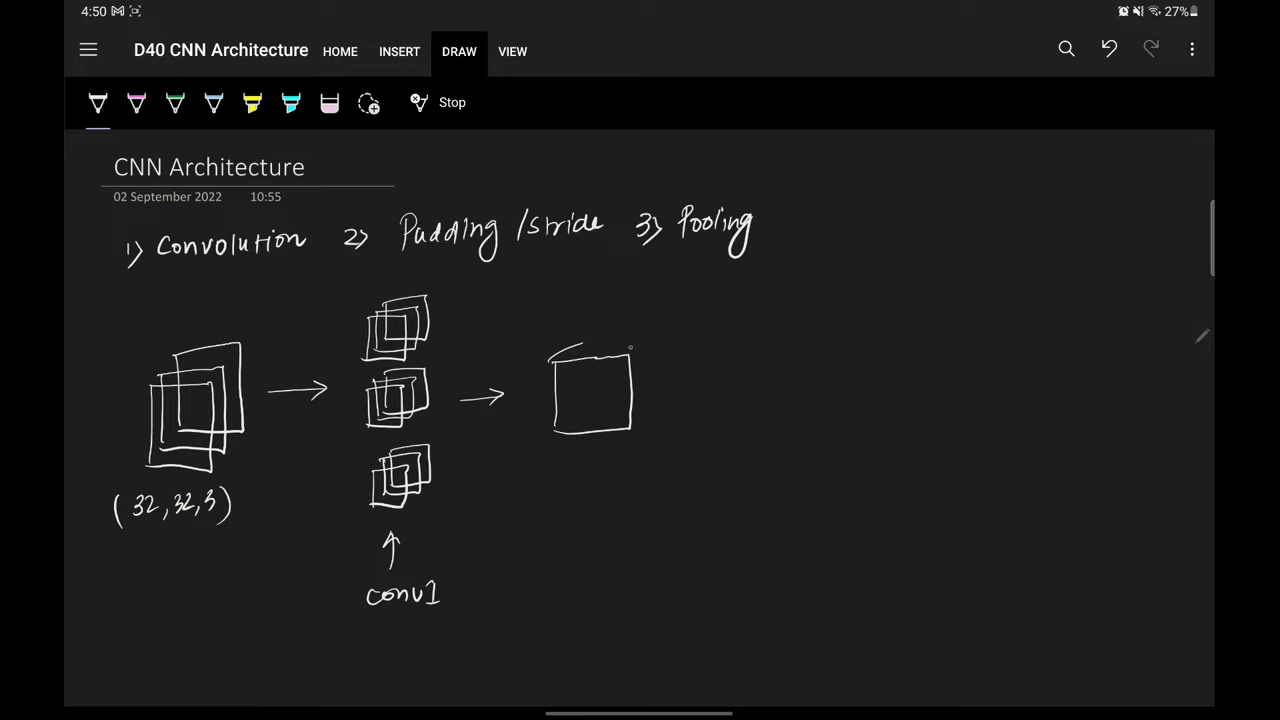 4:50 27%
D40 CNN Architecture HOME INSERT DRAW VIEW
Stop
CNN Architecture
02 September 2022 10:55
1) Convolution 2) Padding /stride 3) Pooling
(32,32,3)
conv1